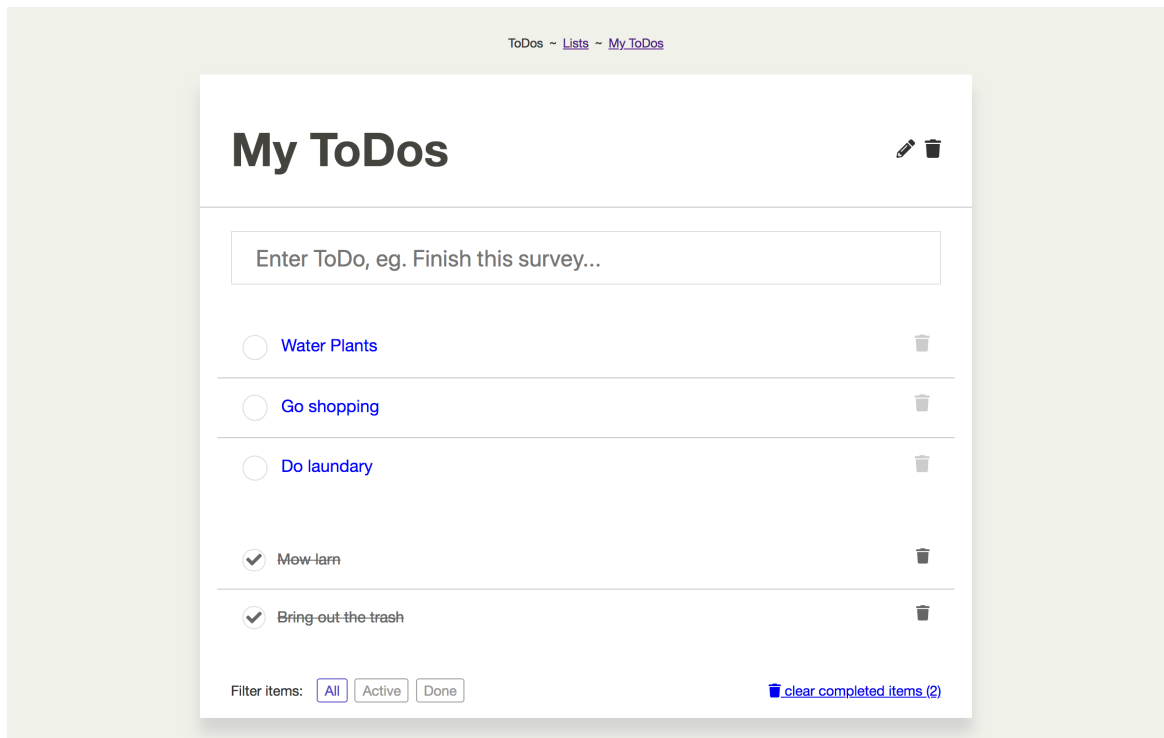 ToDos ~ Lists ~ My ToDos
My ToDos
Enter ToDo, eg. Finish this survey...
Water Plants
Go shopping
Do laundary
Mow larn
Bring out the trash
Filter items: All Active Done clear completed items (2)